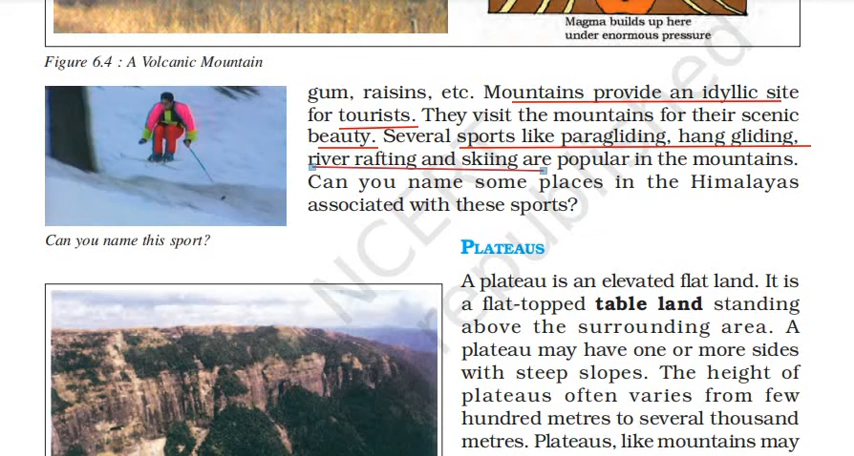 Magma builds up here
under enormous pressure
Figure 6.4 : A Volcanic Mountain
gum, raisins, etc. Mountains provide an idyllic site
for tourists. They visit the mountains for their scenic
beauty. Several sports like paragliding, hang gliding,
river rafting and skiing are popular in the mountains.
Can you name some places in the Himalayas
associated with these sports?
Can you name this sport?
PLATEAUS
A plateau is an elevated flat land. It is
a flat-topped table land standing
above the surrounding area. A
plateau may have one or more sides
with steep slopes. The height of
plateaus often varies from few
hundred metres to several thousand
metres. Plateaus, like mountains may
NCERT
republished